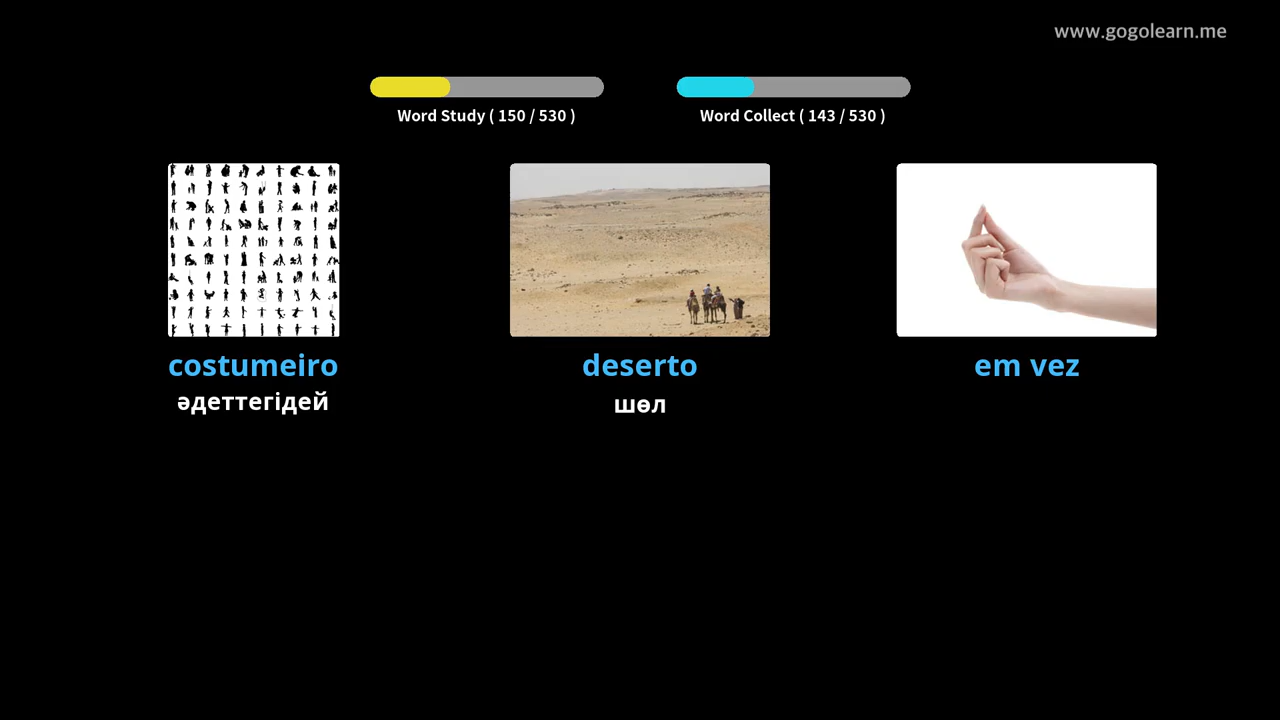 www.gogolearn.me
Word Study ( 150 / 530 )
Word Collect ( 143 / 530 )
costumeiro
әдеттегідей
deserto
шөл
em vez